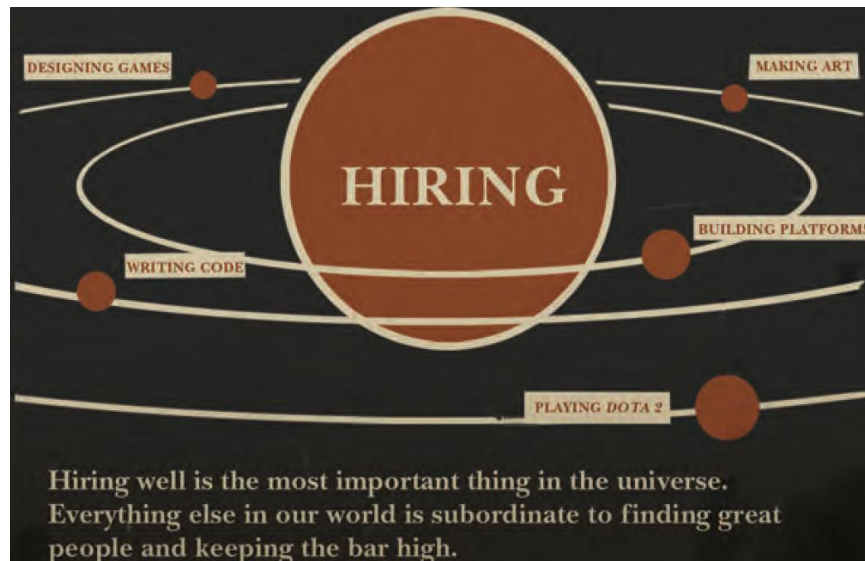 DESIGNING GAMES
MAKING ART
HIRING
BUILDING PLATFORMS
WRITING CODE
PLAYING DOTA 2
Hiring well is the most important thing in the universe.
Everything else in our world is subordinate to finding great
people and keeping the bar high.